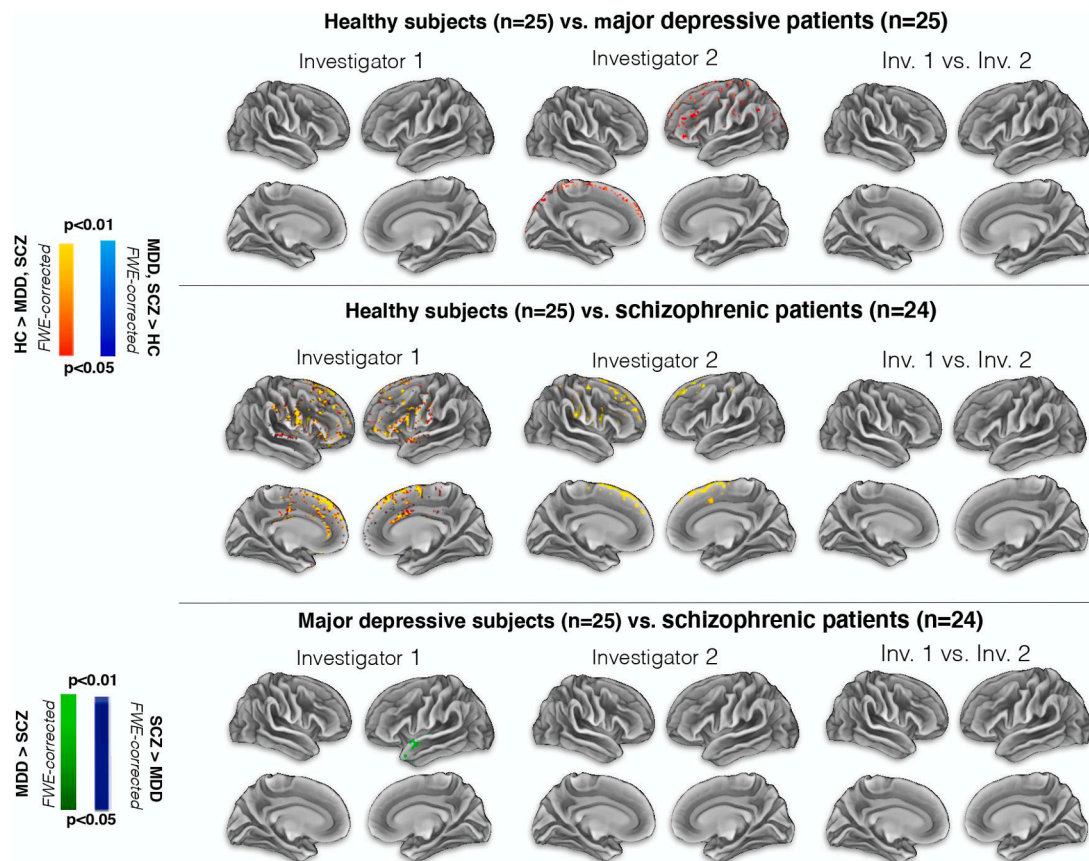 Healthy subjects (n=25) vs. major depressive patients (n=25)
Investigator 1
Investigator 2
Inv. 1 vs. Inv. 2
p<0.01
HC > MDD, SCZ
FWE-corrected
MDD, SCZ > HC
FWE-corrected
p<0.05
Healthy subjects (n=25) vs. schizophrenic patients (n=24)
Investigator 1
Investigator 2
Inv. 1 vs. Inv. 2
Major depressive subjects (n=25) vs. schizophrenic patients (n=24)
Investigator 1
Investigator 2
Inv. 1 vs. Inv. 2
p<0.01
MDD > SCZ
FWE-corrected
SCZ > MDD
FWE-corrected
p<0.05